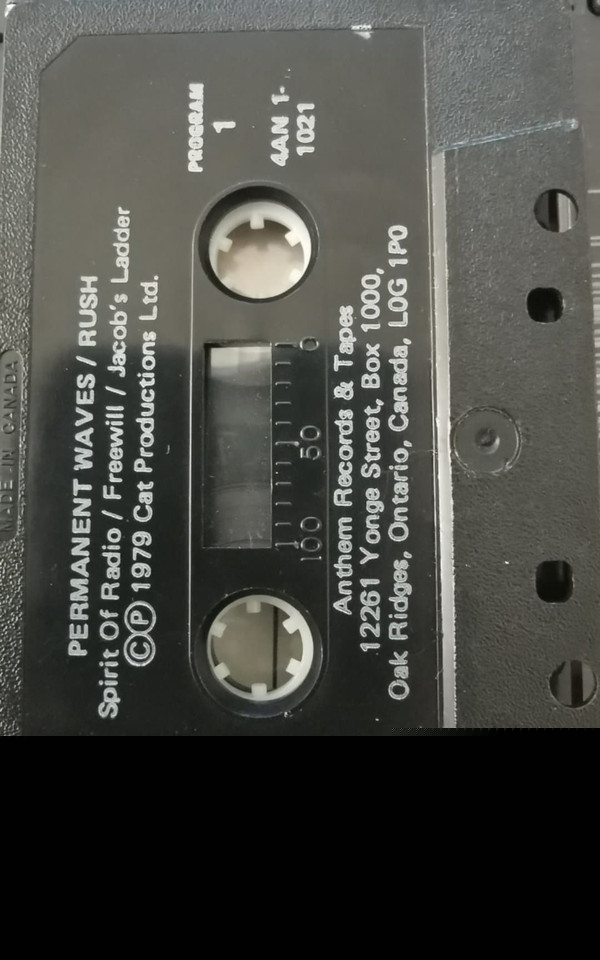 PERMANENT WAVES / RUSH
Spirit Of Radio / Freewill / Jacob's Ladder
ⒸⓅ 1979 Cat Productions Ltd.
PROGRAM
1
4AN 1-
1021
100 50 0
Anthem Records & Tapes
12261 Yonge Street, Box 1000,
Oak Ridges, Ontario, Canada, L0G 1P0
MADE IN CANADA